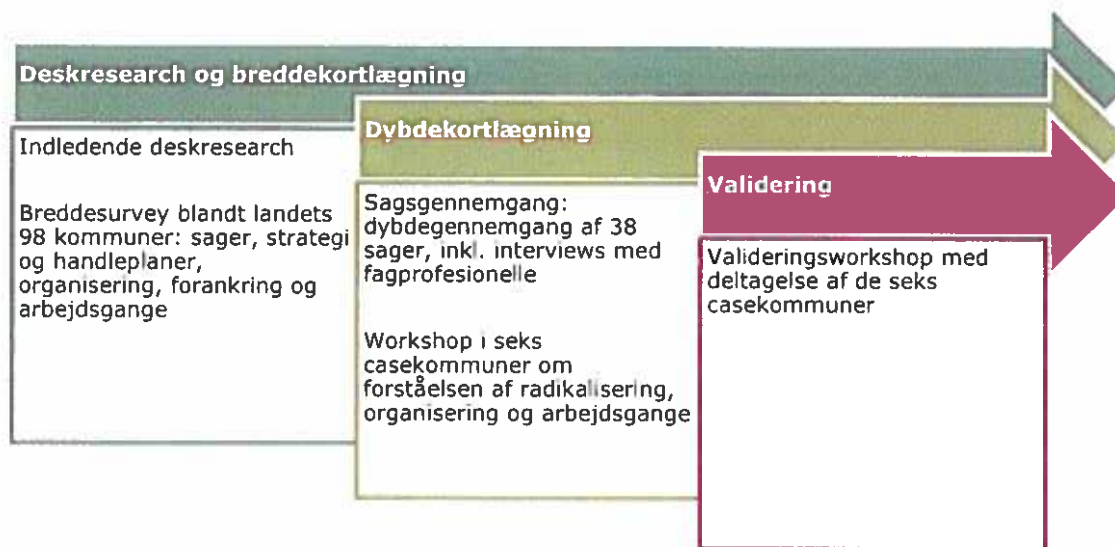 Deskresearch og breddekortlægning
Indledende deskresearch
Breddesurvey blandt landets
98 kommuner: sager, strategi
og handleplaner,
organisering, forankring og
arbejdsgange
Dybdekortlægning
Sagsgennemgang:
dybdegennemgang af 38
sager, inkl. interviews med
fagprofesionelle
Workshop i seks
casekommuner om
forståelsen af radikalisering,
organisering og arbejdsgange
Validering
Valideringsworkshop med
deltagelse af de seks
casekommuner